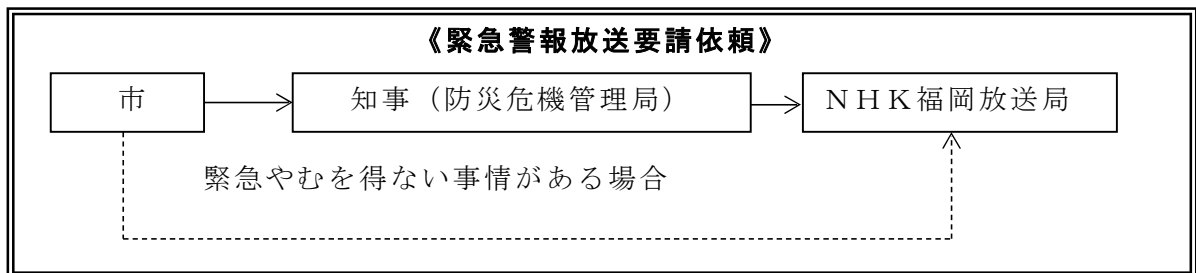 《緊急警報放送要請依頼》
市
知事（防災危機管理局）
ＮＨＫ福岡放送局
緊急やむを得ない事情がある場合